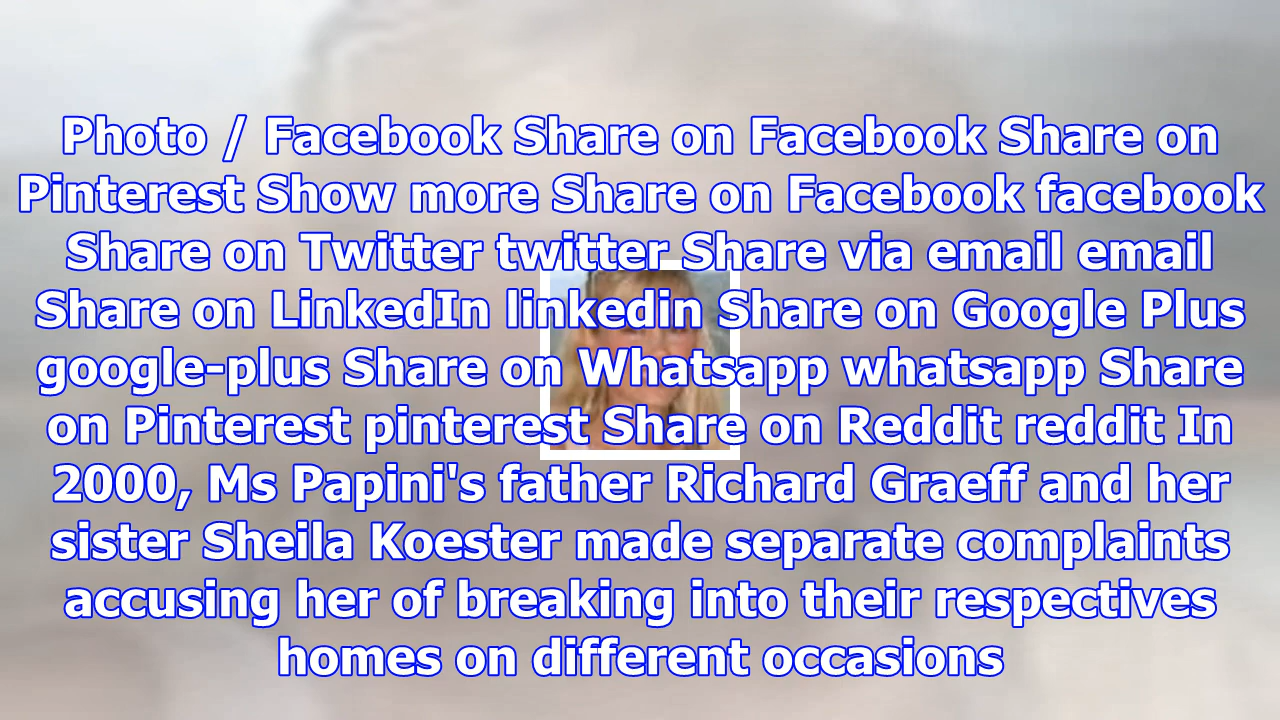 Photo / Facebook Share on Facebook Share on
Pinterest Show more Share on Facebook facebook
Share on Twitter twitter Share via email email
Share on LinkedIn linkedin Share on Google Plus
google-plus Share on Whatsapp whatsapp Share
on Pinterest pinterest Share on Reddit reddit In
2000, Ms Papini's father Richard Graeff and her
sister Sheila Koester made separate complaints
accusing her of breaking into their respectives
homes on different occasions